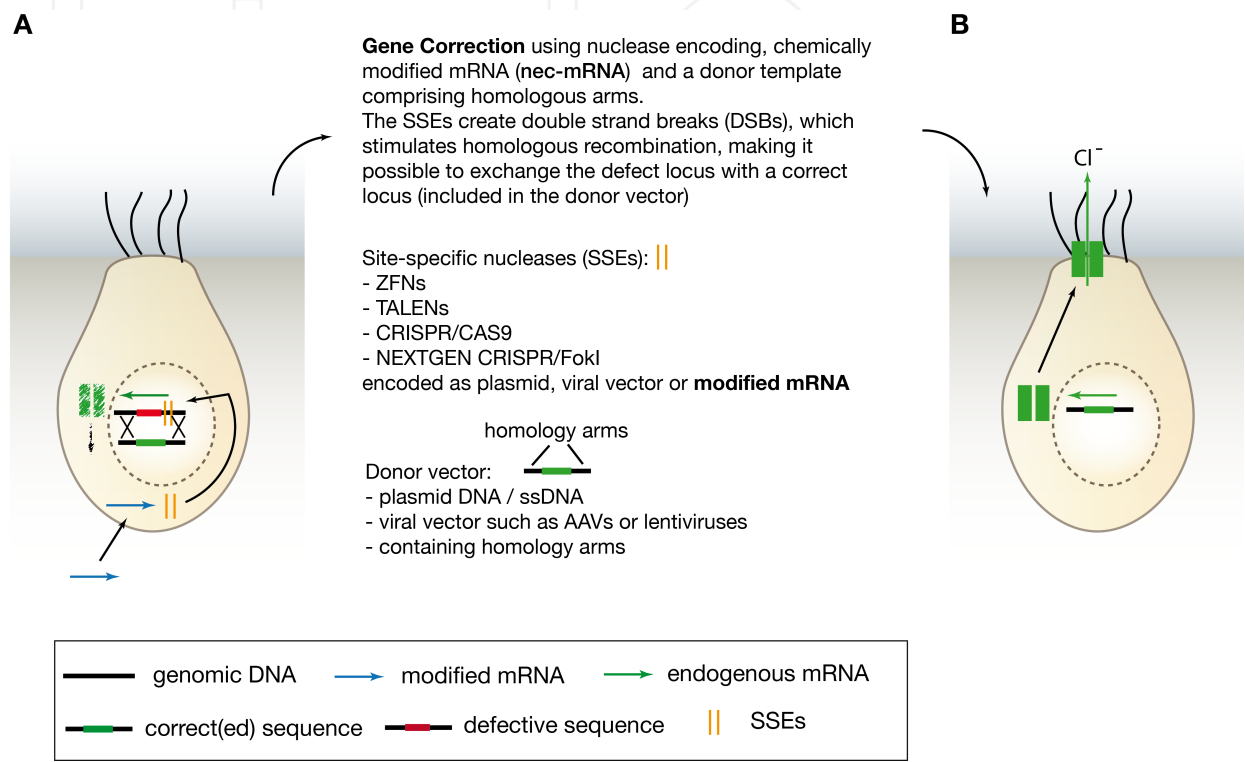 A
B
Gene Correction using nuclease encoding, chemically
modified mRNA (nec-mRNA) and a donor template
comprising homologous arms.
The SSEs create double strand breaks (DSBs), which
stimulates homologous recombination, making it
possible to exchange the defect locus with a correct
locus (included in the donor vector)
Cl⁻
Site-specific nucleases (SSEs):
- ZFNs
- TALENs
- CRISPR/CAS9
- NEXTGEN CRISPR/FokI
encoded as plasmid, viral vector or modified mRNA
homology arms
Donor vector:
- plasmid DNA / ssDNA
- viral vector such as AAVs or lentiviruses
- containing homology arms
genomic DNA
modified mRNA
endogenous mRNA
correct(ed) sequence
defective sequence
SSEs